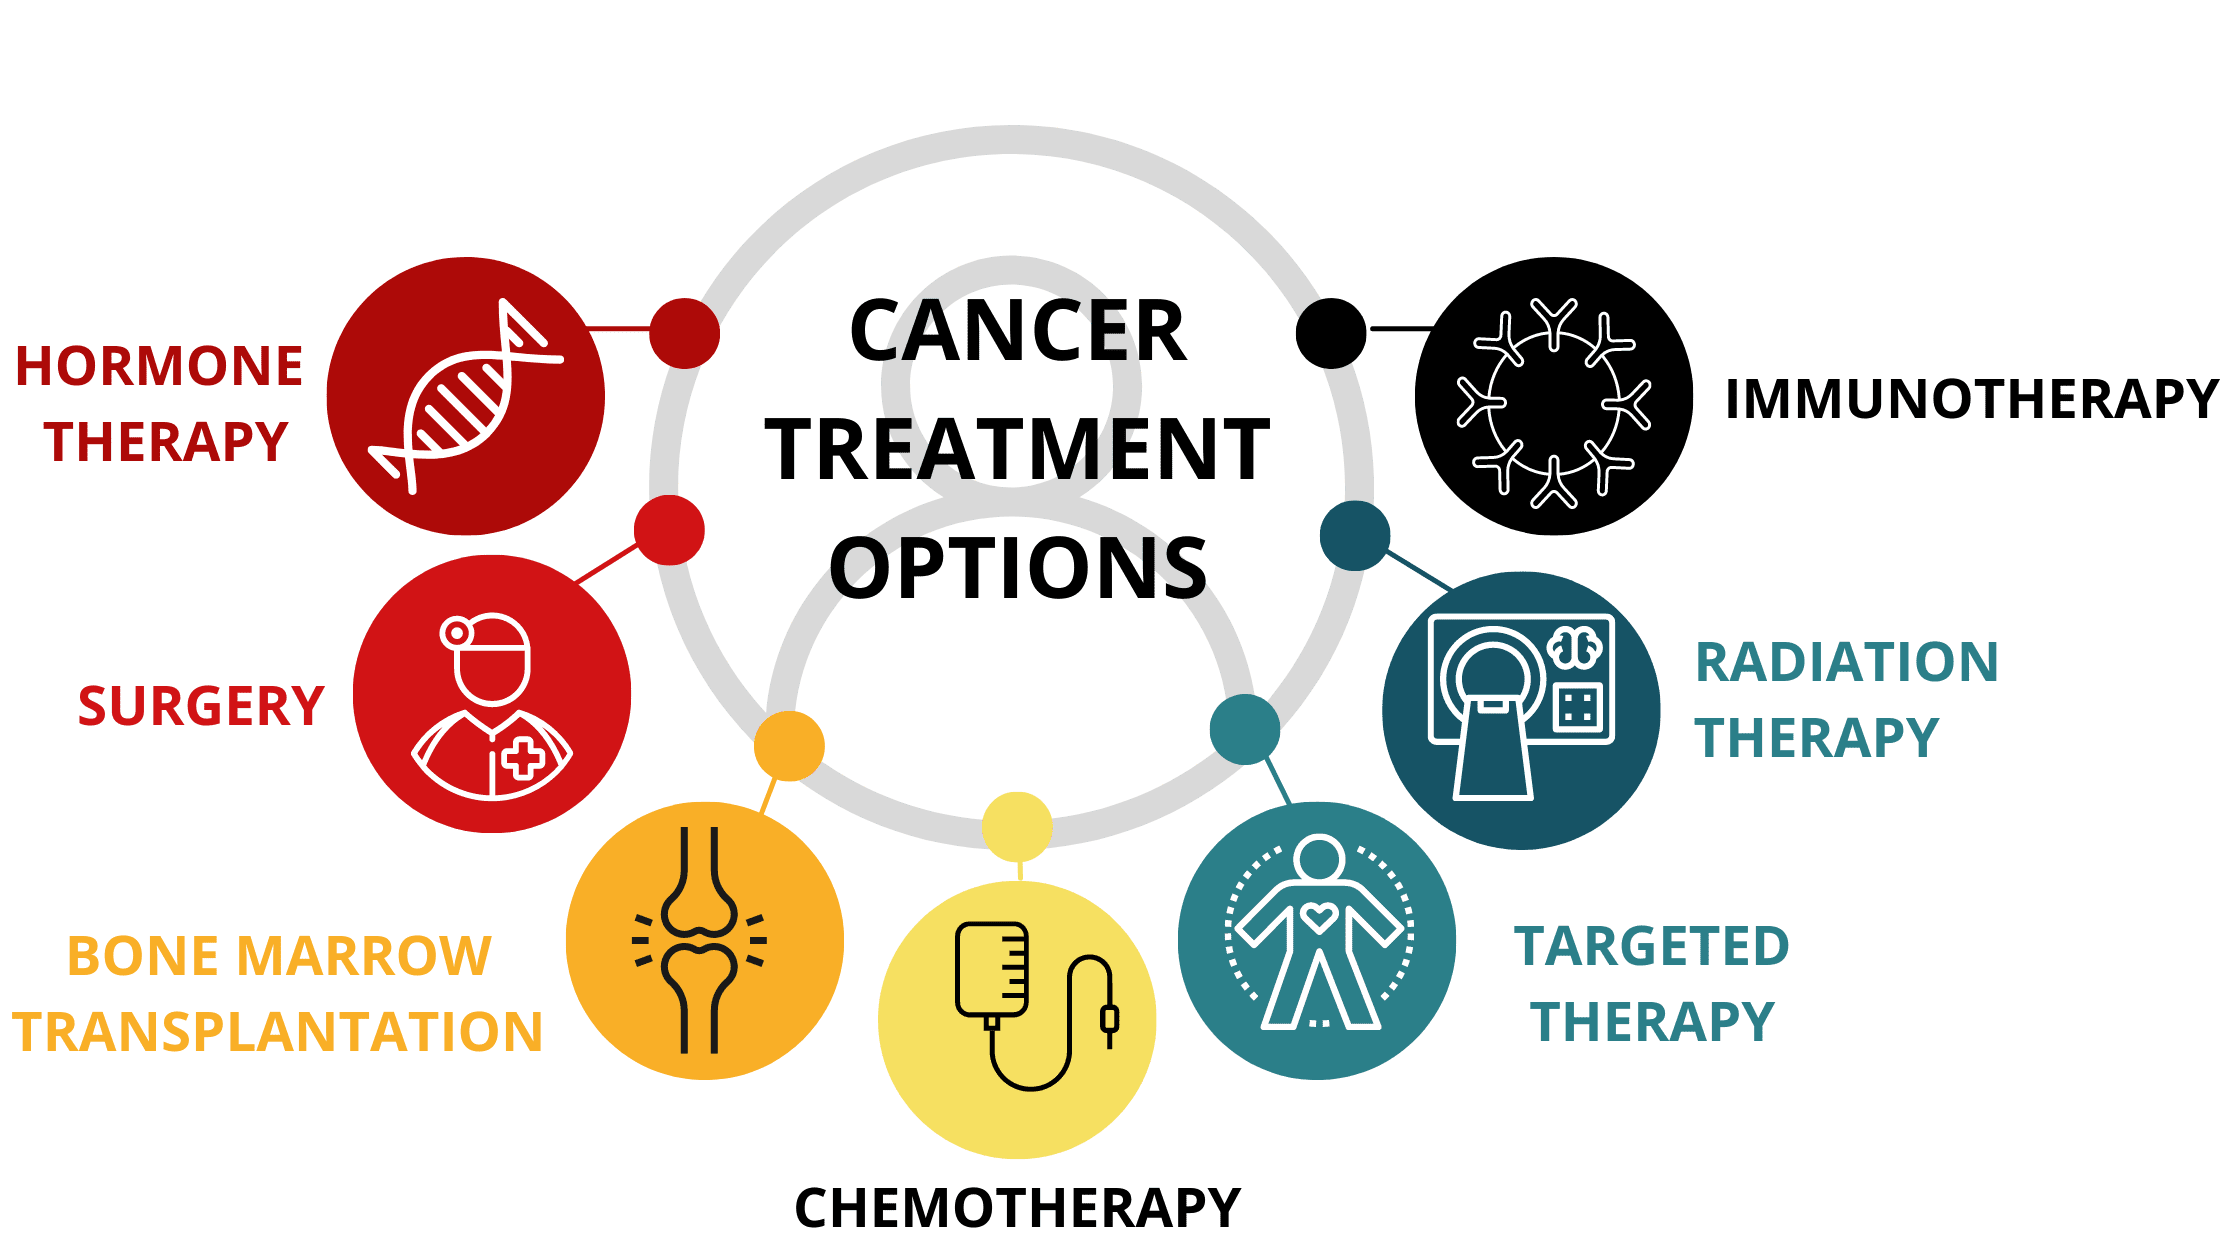 CANCER
TREATMENT
OPTIONS
HORMONE
THERAPY
SURGERY
BONE MARROW
TRANSPLANTATION
CHEMOTHERAPY
TARGETED
THERAPY
RADIATION
THERAPY
IMMUNOTHERAPY